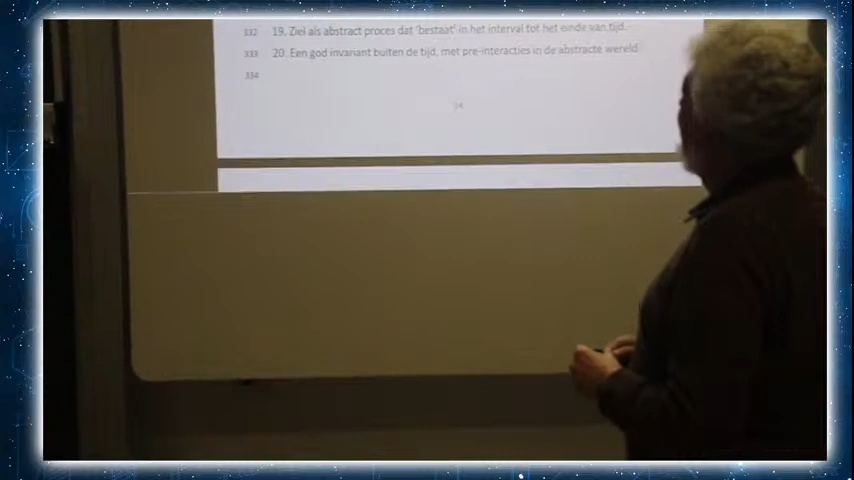 332 19. Ziel als abstract proces dat 'bestaat' in het interval tot het einde van tijd.
333 20. Een god invariant buiten de tijd, met pre-interacties in de abstracte wereld
334